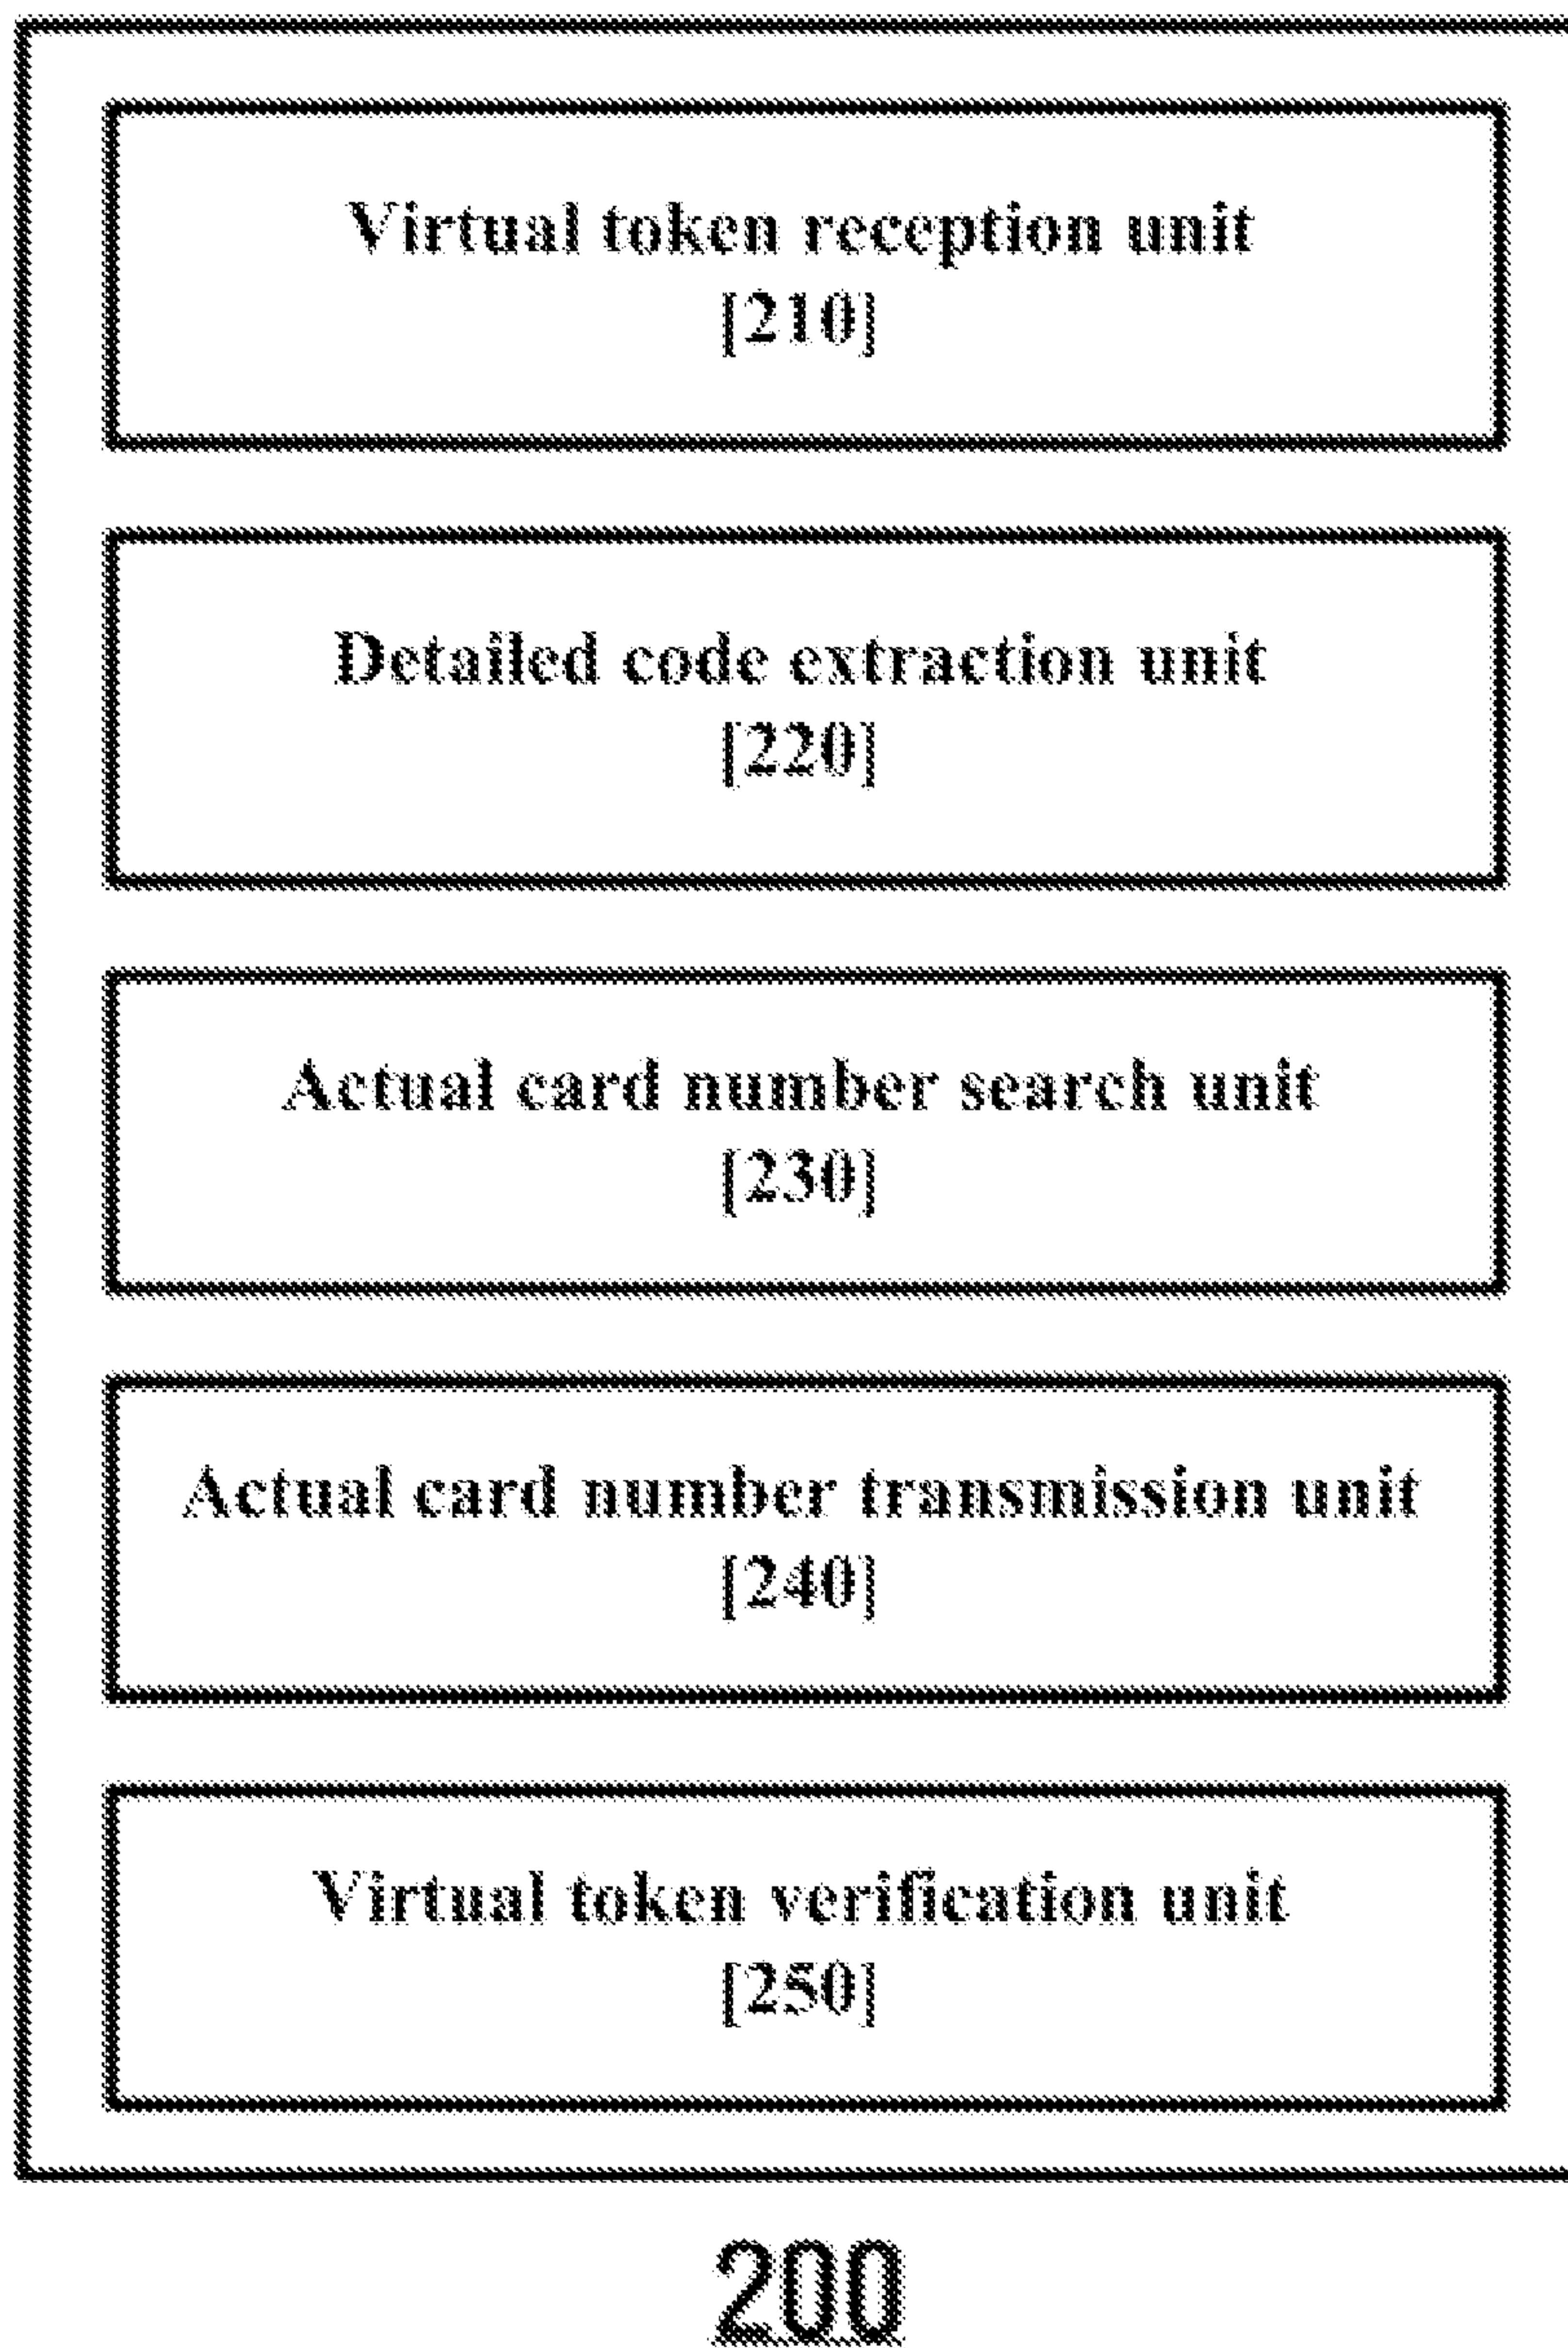 Virtual token reception unit
[210]
Detailed code extraction unit
[220]
Actual card number search unit
[230]
Actual card number transmission unit
[240]
Virtual token verification unit
[250]
200